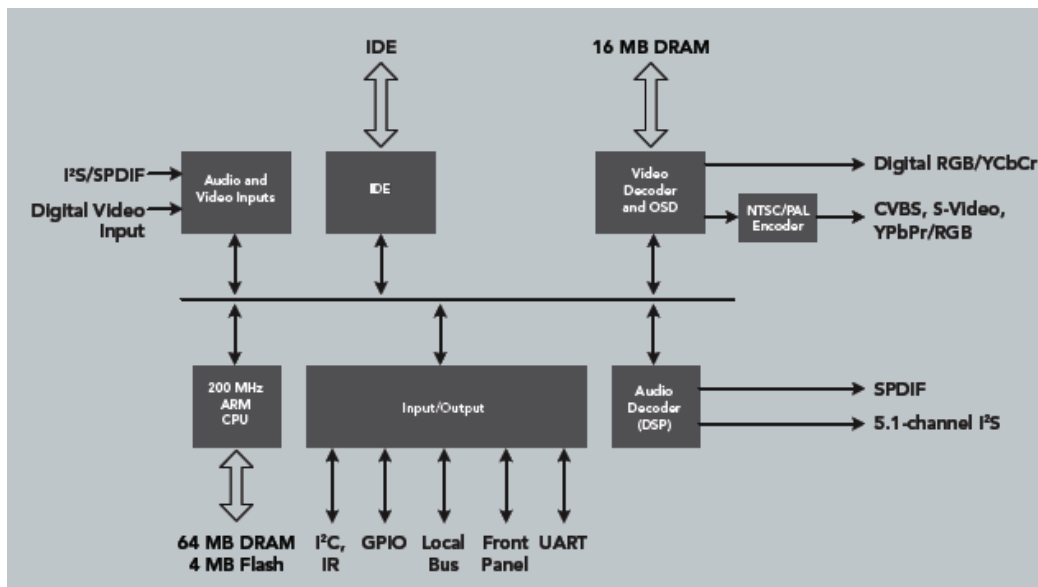 IDE
16 MB DRAM
I²S/SPDIF
Digital Video
Input
Audio and
Video Inputs
IDE
Video
Decoder
and OSD
Digital RGB/YCbCr
NTSC/PAL
Encoder
CVBS, S-Video,
YPbPr/RGB
200 MHz
ARM
CPU
Input/Output
Audio
Decoder
(DSP)
SPDIF
5.1-channel I²S
64 MB DRAM
4 MB Flash
I²C,
IR
GPIO
Local
Bus
Front
Panel
UART